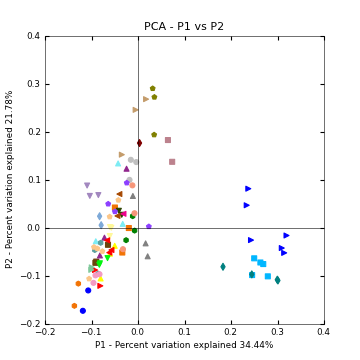 PCA - P1 vs P2
0.4
0.3
0.2
0.1
0.0
−0.1
−0.2
P2 - Percent variation explained 21.78%
−0.2 −0.1 0.0 0.1 0.2 0.3 0.4
P1 - Percent variation explained 34.44%